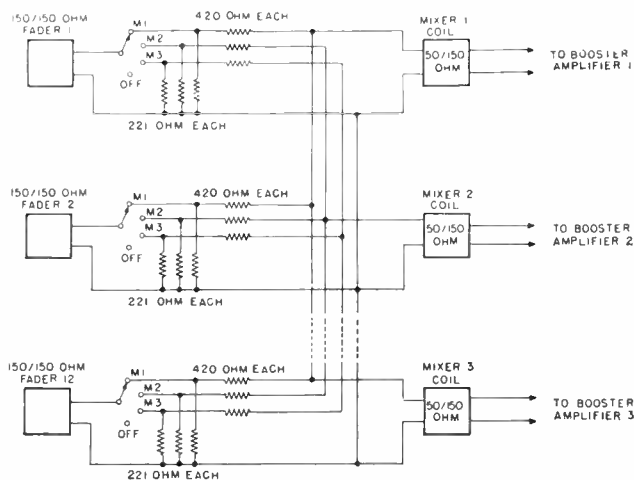 150/150 OHM
FADER 1
M1
M2
M3
OFF
420 OHM EACH
221 OHM EACH
MIXER 1
COIL
50/150
OHM
TO BOOSTER
AMPLIFIER 1
150/150 OHM
FADER 2
M1
M2
M3
OFF
420 OHM EACH
221 OHM EACH
MIXER 2
COIL
50/150
OHM
TO BOOSTER
AMPLIFIER 2
150/150 OHM
FADER 12
M1
M2
M3
OFF
420 OHM EACH
221 OHM EACH
MIXER 3
COIL
50/150
OHM
TO BOOSTER
AMPLIFIER 3